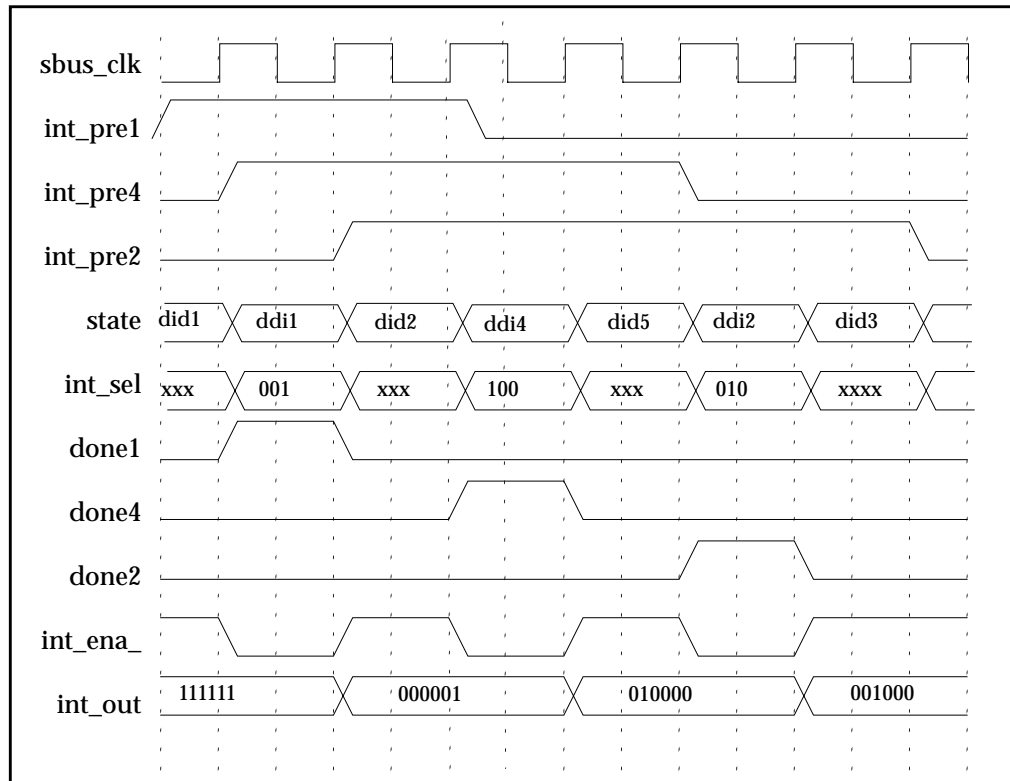 sbus_clk
int_pre1
int_pre4
int_pre2
state did1 ddi1 did2 ddi4 did5 ddi2 did3
int_sel xxx 001 xxx 100 xxx 010 xxxx
done1
done4
done2
int_ena_
int_out 111111 000001 010000 001000